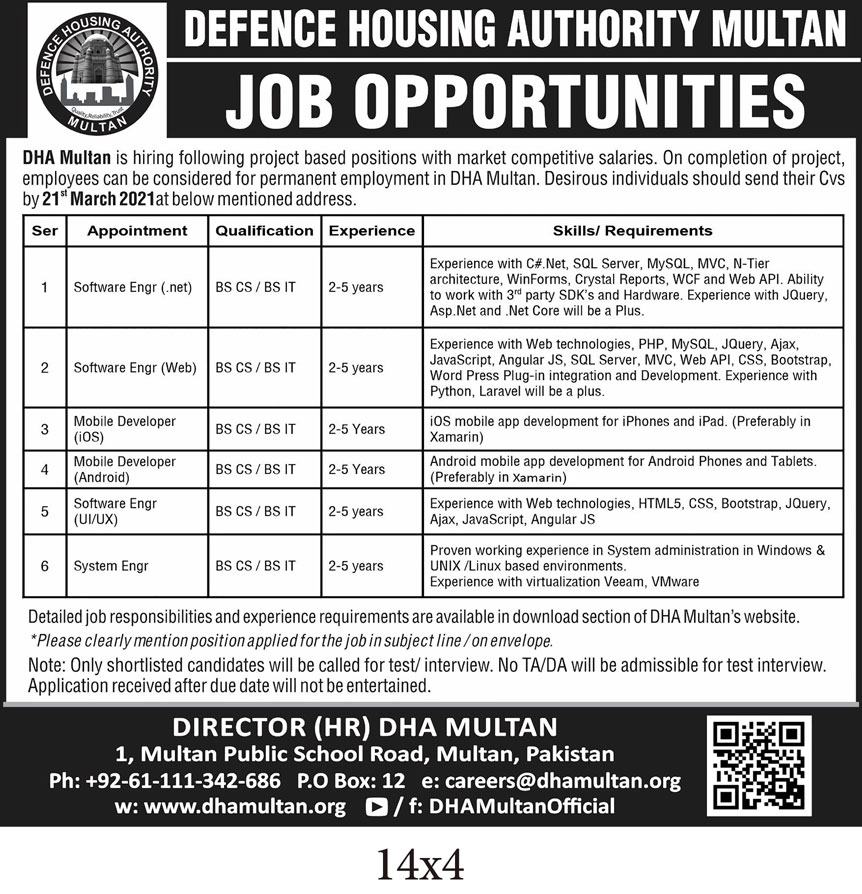 DEFENCE HOUSING AUTHORITY
Quality, Reliability, Trust
MULTAN
DEFENCE HOUSING AUTHORITY MULTAN
JOB OPPORTUNITIES
DHA Multan is hiring following project based positions with market competitive salaries. On completion of project,
employees can be considered for permanent employment in DHA Multan. Desirous individuals should send their Cvs
by 21st March 2021at below mentioned address.
Ser Appointment Qualification Experience Skills/ Requirements
1 Software Engr (.net) BS CS / BS IT 2-5 years
Experience with C#.Net, SQL Server, MySQL, MVC, N-Tier
architecture, WinForms, Crystal Reports, WCF and Web API. Ability
to work with 3rd party SDK's and Hardware. Experience with JQuery,
Asp.Net and .Net Core will be a Plus.
2 Software Engr (Web) BS CS / BS IT 2-5 years
Experience with Web technologies, PHP, MySQL, JQuery, Ajax,
JavaScript, Angular JS, SQL Server, MVC, Web API, CSS, Bootstrap,
Word Press Plug-in integration and Development. Experience with
Python, Laravel will be a plus.
3 Mobile Developer
(iOS) BS CS / BS IT 2-5 Years
iOS mobile app development for iPhones and iPad. (Preferably in
Xamarin)
4 Mobile Developer
(Android) BS CS / BS IT 2-5 Years
Android mobile app development for Android Phones and Tablets.
(Preferably in Xamarin)
5 Software Engr
(UI/UX) BS CS / BS IT 2-5 years
Experience with Web technologies, HTML5, CSS, Bootstrap, JQuery,
Ajax, JavaScript, Angular JS
6 System Engr BS CS / BS IT 2-5 years
Proven working experience in System administration in Windows &
UNIX /Linux based environments.
Experience with virtualization Veeam, VMware
Detailed job responsibilities and experience requirements are available in download section of DHA Multan's website.
*Please clearly mention position applied for the job in subject line / on envelope.
Note: Only shortlisted candidates will be called for test/ interview. No TA/DA will be admissible for test interview.
Application received after due date will not be entertained.
DIRECTOR (HR) DHA MULTAN
1, Multan Public School Road, Multan, Pakistan
Ph: +92-61-111-342-686 P.O Box: 12 e: careers@dhamultan.org
w: www.dhamultan.org / f: DHAMultanOfficial
14x4